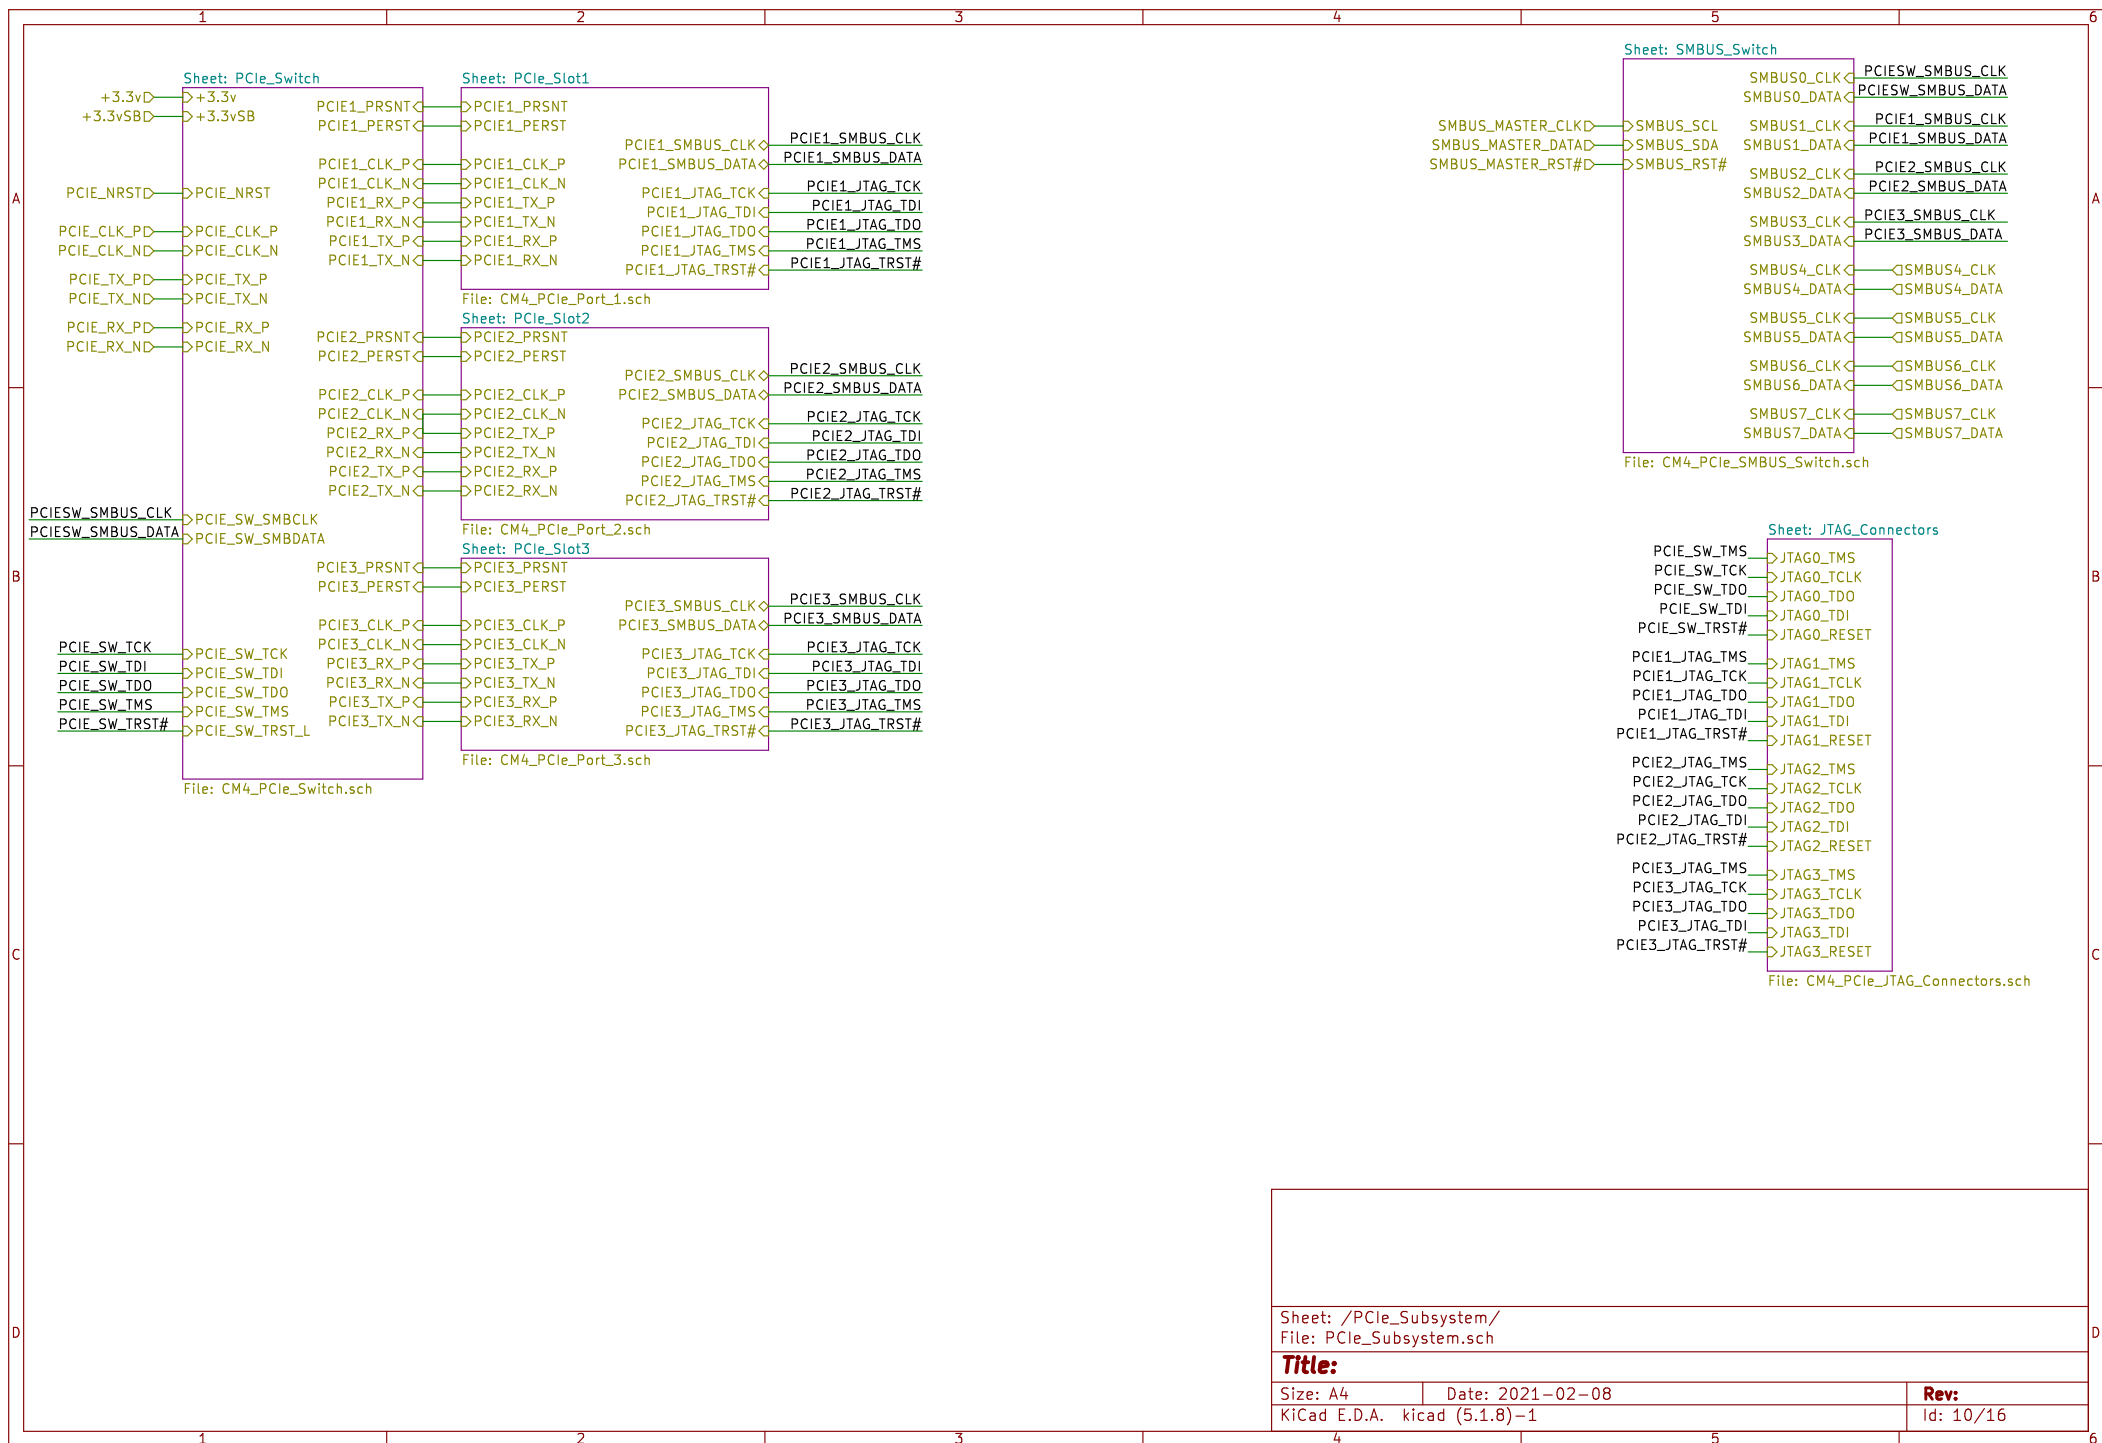 1 2 3 4 5 6
A
B
C
D
Sheet: PCIe_Switch
+3.3v +3.3v
+3.3vSB +3.3vSB
PCIE_NRST PCIE_NRST
PCIE_CLK_P PCIE_CLK_P
PCIE_CLK_N PCIE_CLK_N
PCIE_TX_P PCIE_TX_P
PCIE_TX_N PCIE_TX_N
PCIE_RX_P PCIE_RX_P
PCIE_RX_N PCIE_RX_N
PCIESW_SMBUS_CLK PCIE_SW_SMBCLK
PCIESW_SMBUS_DATA PCIE_SW_SMBDATA
PCIE_SW_TCK PCIE_SW_TCK
PCIE_SW_TDI PCIE_SW_TDI
PCIE_SW_TDO PCIE_SW_TDO
PCIE_SW_TMS PCIE_SW_TMS
PCIE_SW_TRST# PCIE_SW_TRST_L
PCIE1_PRSNT
PCIE1_PERST
PCIE1_CLK_P
PCIE1_CLK_N
PCIE1_RX_P
PCIE1_RX_N
PCIE1_TX_P
PCIE1_TX_N
PCIE2_PRSNT
PCIE2_PERST
PCIE2_CLK_P
PCIE2_CLK_N
PCIE2_RX_P
PCIE2_RX_N
PCIE2_TX_P
PCIE2_TX_N
PCIE3_PRSNT
PCIE3_PERST
PCIE3_CLK_P
PCIE3_CLK_N
PCIE3_RX_P
PCIE3_RX_N
PCIE3_TX_P
PCIE3_TX_N
File: CM4_PCIe_Switch.sch
Sheet: PCIe_Slot1
PCIE1_PRSNT
PCIE1_PERST
PCIE1_CLK_P
PCIE1_CLK_N
PCIE1_TX_P
PCIE1_TX_N
PCIE1_RX_P
PCIE1_RX_N
PCIE1_SMBUS_CLK PCIE1_SMBUS_CLK
PCIE1_SMBUS_DATA PCIE1_SMBUS_DATA
PCIE1_JTAG_TCK PCIE1_JTAG_TCK
PCIE1_JTAG_TDI PCIE1_JTAG_TDI
PCIE1_JTAG_TDO PCIE1_JTAG_TDO
PCIE1_JTAG_TMS PCIE1_JTAG_TMS
PCIE1_JTAG_TRST# PCIE1_JTAG_TRST#
File: CM4_PCIe_Port_1.sch
Sheet: PCIe_Slot2
PCIE2_PRSNT
PCIE2_PERST
PCIE2_CLK_P
PCIE2_CLK_N
PCIE2_TX_P
PCIE2_TX_N
PCIE2_RX_P
PCIE2_RX_N
PCIE2_SMBUS_CLK PCIE2_SMBUS_CLK
PCIE2_SMBUS_DATA PCIE2_SMBUS_DATA
PCIE2_JTAG_TCK PCIE2_JTAG_TCK
PCIE2_JTAG_TDI PCIE2_JTAG_TDI
PCIE2_JTAG_TDO PCIE2_JTAG_TDO
PCIE2_JTAG_TMS PCIE2_JTAG_TMS
PCIE2_JTAG_TRST# PCIE2_JTAG_TRST#
File: CM4_PCIe_Port_2.sch
Sheet: PCIe_Slot3
PCIE3_PRSNT
PCIE3_PERST
PCIE3_CLK_P
PCIE3_CLK_N
PCIE3_TX_P
PCIE3_TX_N
PCIE3_RX_P
PCIE3_RX_N
PCIE3_SMBUS_CLK PCIE3_SMBUS_CLK
PCIE3_SMBUS_DATA PCIE3_SMBUS_DATA
PCIE3_JTAG_TCK PCIE3_JTAG_TCK
PCIE3_JTAG_TDI PCIE3_JTAG_TDI
PCIE3_JTAG_TDO PCIE3_JTAG_TDO
PCIE3_JTAG_TMS PCIE3_JTAG_TMS
PCIE3_JTAG_TRST# PCIE3_JTAG_TRST#
File: CM4_PCIe_Port_3.sch
Sheet: SMBUS_Switch
SMBUS_MASTER_CLK SMBUS_SCL
SMBUS_MASTER_DATA SMBUS_SDA
SMBUS_MASTER_RST# SMBUS_RST#
SMBUS0_CLK PCIESW_SMBUS_CLK
SMBUS0_DATA PCIESW_SMBUS_DATA
SMBUS1_CLK PCIE1_SMBUS_CLK
SMBUS1_DATA PCIE1_SMBUS_DATA
SMBUS2_CLK PCIE2_SMBUS_CLK
SMBUS2_DATA PCIE2_SMBUS_DATA
SMBUS3_CLK PCIE3_SMBUS_CLK
SMBUS3_DATA PCIE3_SMBUS_DATA
SMBUS4_CLK SMBUS4_CLK
SMBUS4_DATA SMBUS4_DATA
SMBUS5_CLK SMBUS5_CLK
SMBUS5_DATA SMBUS5_DATA
SMBUS6_CLK SMBUS6_CLK
SMBUS6_DATA SMBUS6_DATA
SMBUS7_CLK SMBUS7_CLK
SMBUS7_DATA SMBUS7_DATA
File: CM4_PCIe_SMBUS_Switch.sch
Sheet: JTAG_Connectors
PCIE_SW_TMS JTAG0_TMS
PCIE_SW_TCK JTAG0_TCLK
PCIE_SW_TDO JTAG0_TDO
PCIE_SW_TDI JTAG0_TDI
PCIE_SW_TRST# JTAG0_RESET
PCIE1_JTAG_TMS JTAG1_TMS
PCIE1_JTAG_TCK JTAG1_TCLK
PCIE1_JTAG_TDO JTAG1_TDO
PCIE1_JTAG_TDI JTAG1_TDI
PCIE1_JTAG_TRST# JTAG1_RESET
PCIE2_JTAG_TMS JTAG2_TMS
PCIE2_JTAG_TCK JTAG2_TCLK
PCIE2_JTAG_TDO JTAG2_TDO
PCIE2_JTAG_TDI JTAG2_TDI
PCIE2_JTAG_TRST# JTAG2_RESET
PCIE3_JTAG_TMS JTAG3_TMS
PCIE3_JTAG_TCK JTAG3_TCLK
PCIE3_JTAG_TDO JTAG3_TDO
PCIE3_JTAG_TDI JTAG3_TDI
PCIE3_JTAG_TRST# JTAG3_RESET
File: CM4_PCIe_JTAG_Connectors.sch
A
B
C
D
Sheet: /PCIe_Subsystem/
File: PCIe_Subsystem.sch
Title:
Size: A4 Date: 2021-02-08 Rev:
KiCad E.D.A. kicad (5.1.8)-1 Id: 10/16
1 2 3 4 5 6